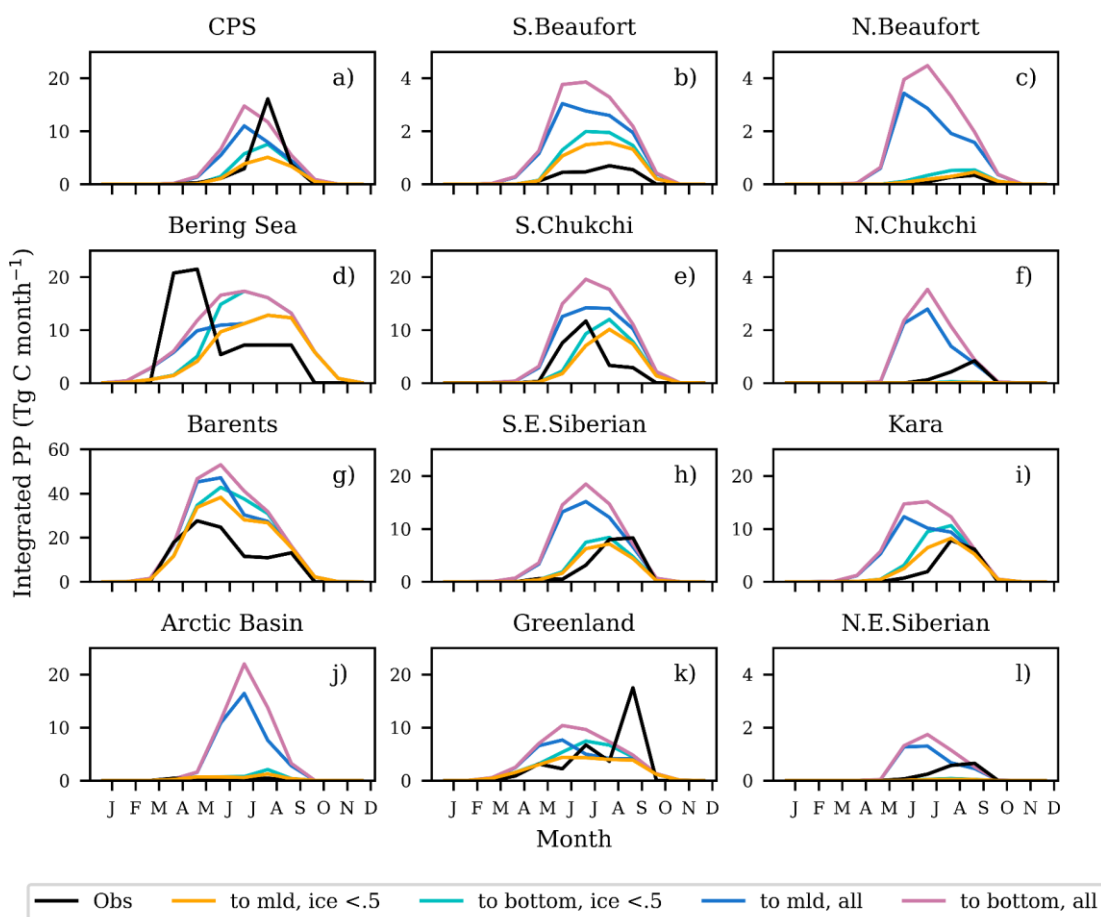 CPS S.Beaufort N.Beaufort
20 a) 4 b) 4 c)
10 2 2
0 0 0
Bering Sea S.Chukchi N.Chukchi
20 d) 20 e) 4 f)
10 10 2
0 0 0
Integrated PP (Tg C month⁻¹)
Barents S.E.Siberian Kara
60 g) h) i)
40 20 20
20 10 10
0 0 0
Arctic Basin Greenland N.E.Siberian
20 j) 20 k) 4 l)
10 10 2
0 0 0
J F M A M J J A S O N D J F M A M J J A S O N D J F M A M J J A S O N D
Month
Obs to mld, ice <.5 to bottom, ice <.5 to mld, all to bottom, all